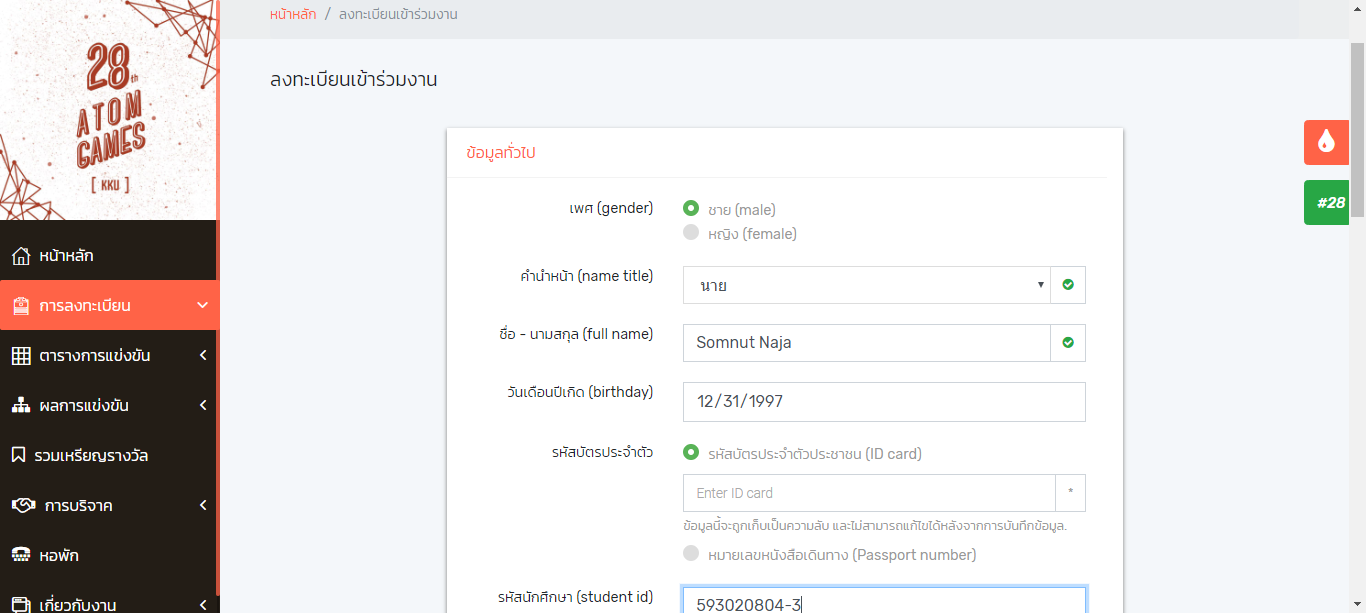 หน้าหลัก / ลงทะเบียนเข้าร่วมงาน
28th
ATOM
GAMES
[ KKU ]
หน้าหลัก
การลงทะเบียน
ตารางการแข่งขัน
ผลการแข่งขัน
รวมเหรียญรางวัล
การบริจาค
หอพัก
เกี่ยวกับงาน
ลงทะเบียนเข้าร่วมงาน
ข้อมูลทั่วไป
เพศ (gender)
ชาย (male)
หญิง (female)
คำนำหน้า (name title)
นาย
ชื่อ - นามสกุล (full name)
Somnut Naja
วันเดือนปีเกิด (birthday)
12/31/1997
รหัสบัตรประจำตัว
รหัสบัตรประจำตัวประชาชน (ID card)
Enter ID card *
ข้อมูลนี้จะถูกเก็บเป็นความลับ และไม่สามารถแก้ไขได้หลังจากการบันทึกข้อมูล.
หมายเลขหนังสือเดินทาง (Passport number)
รหัสนักศึกษา (student id)
593020804-3
#28